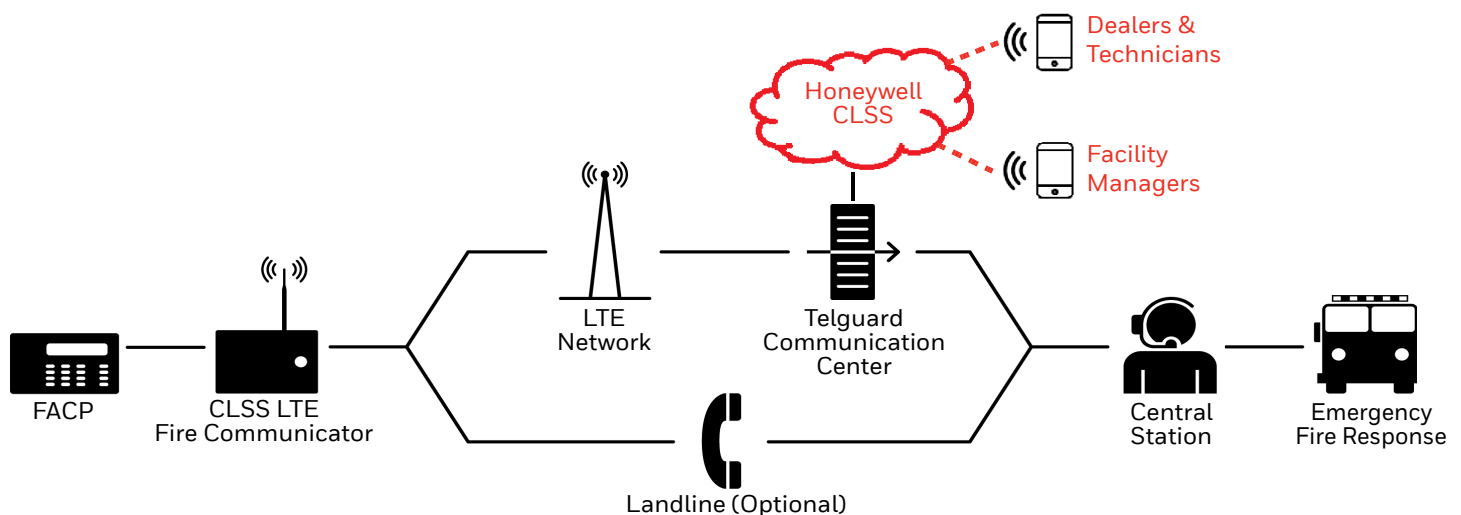 Dealers &
Technicians
Honeywell
CLSS
Facility
Managers
LTE
Network
Telguard
Communication
Center
FACP
CLSS LTE
Fire Communicator
Central
Station
Emergency
Fire Response
Landline (Optional)